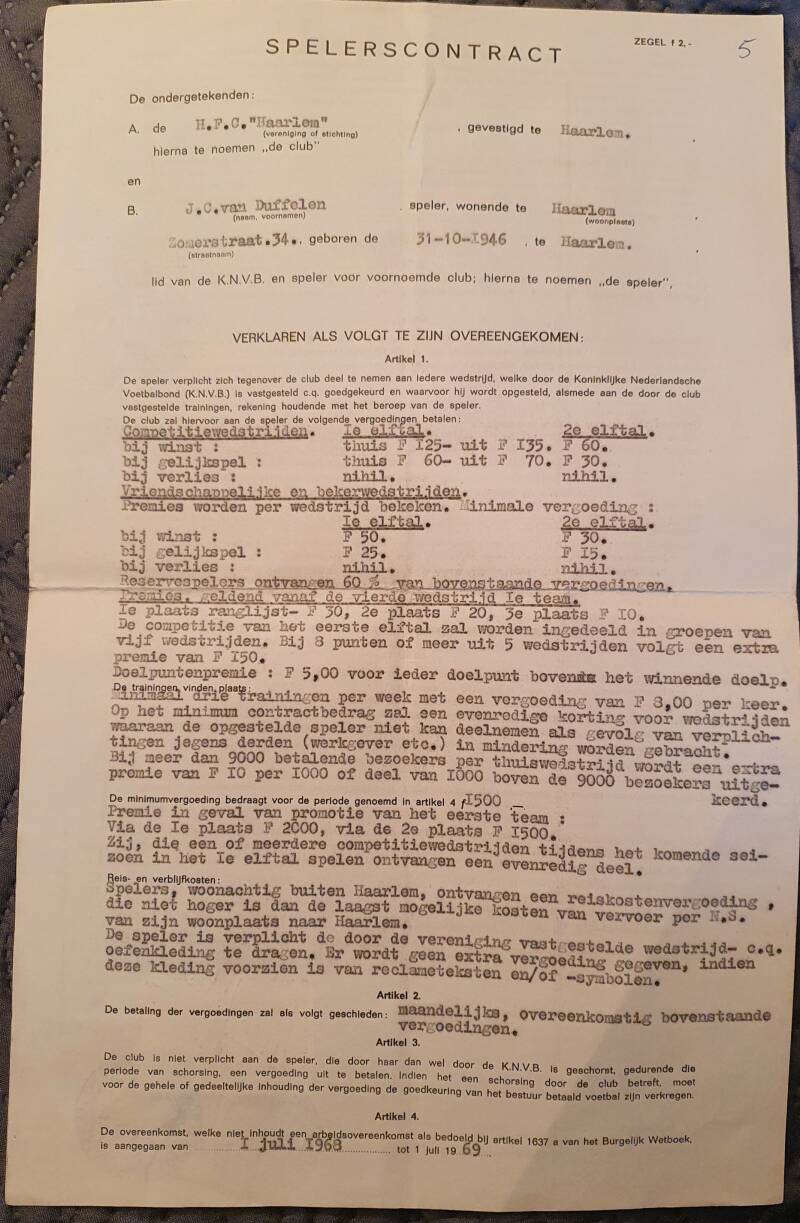 SPELERSCONTRACT
ZEGEL f 2,-
5
De ondergetekenden:
A. de H.F.C."Haarlem" , gevestigd te Haarlem.
(vereniging of stichting)
hierna te noemen „de club"
en
B. J.C.van Duffelen , speler, wonende te Haarlem
(naam, voornamen) (woonplaats)
Zomerstraat.34., geboren de 31-10-1946 , te Haarlem.
(straatnaam)
lid van de K.N.V.B. en speler voor voornoemde club; hierna te noemen „de speler",
VERKLAREN ALS VOLGT TE ZIJN OVEREENGEKOMEN:
Artikel 1.
De speler verplicht zich tegenover de club deel te nemen aan iedere wedstrijd, welke door de Koninklijke Nederlandsche
Voetbalbond (K.N.V.B.) is vastgesteld c.q. goedgekeurd en waarvoor hij wordt opgesteld, alsmede aan de door de club
vastgestelde trainingen, rekening houdende met het beroep van de speler.
De club zal hiervoor aan de speler de volgende vergoedingen betalen:
Competitiewedstrijden. Ie elftal. 2e elftal.
bij winst : thuis F I25- uit F I35. F 60.
bij gelijkspel : thuis F 60- uit F 70. F 30.
bij verlies : nihil. nihil.
Vriendschappelijke en bekerwedstrijden.
Premies worden per wedstrijd bekeken. Minimale vergoeding :
Ie elftal. 2e elftal.
bij winst : F 50. F 30.
bij gelijkspel : F 25. F I5.
bij verlies : nihil. nihil.
Reservespelers ontvangen 60 % van bovenstaande vergoedingen.
Premies, geldend vanaf de vierde wedstrijd Ie team.
Ie plaats ranglijst- F 30, 2e plaats F 20, 3e plaats F IO.
De competitie van het eerste elftal zal worden ingedeeld in groepen van
vijf wedstrijden. Bij 8 punten of meer uit 5 wedstrijden volgt een extra
premie van F I50.
Doelpuntenpremie : F 5,00 voor ieder doelpunt boven het winnende doelp.
De trainingen vinden plaats:
Minimaal drie trainingen per week met een vergoeding van F 8,00 per keer.
Op het minimum contractbedrag zal een evenredige korting voor wedstrijden
waaraan de opgestelde speler niet kan deelnemen als gevolg van verplich-
tingen jegens derden (werkgever etc.) in mindering worden gebracht.
Bij meer dan 9000 betalende bezoekers per thuiswedstrijd wordt een extra
premie van F IO per I000 of deel van I000 boven de 9000 bezoekers uitge-
keerd.
De minimumvergoeding bedraagt voor de periode genoemd in artikel 4 f I500 _
Premie in geval van promotie van het eerste team :
Via de Ie plaats F 2000, via de 2e plaats F I500.
Zij, die een of meerdere competitiewedstrijden tijdens het komende sei-
zoen in het Ie elftal spelen ontvangen een evenredig deel.
Reis- en verblijfkosten:
Spelers, woonachtig buiten Haarlem, ontvangen een reiskostenvergoeding ,
die niet hoger is dan de laagst mogelijke kosten van vervoer per N.S.
van zijn woonplaats naar Haarlem.
De speler is verplicht de door de vereniging vastgestelde wedstrijd- c.q.
oefenkleding te dragen. Er wordt geen extra vergoeding gegeven, indien
deze kleding voorzien is van reclameteksten en/of -symbolen.
Artikel 2.
De betaling der vergoedingen zal als volgt geschieden: maandelijks, overeenkomstig bovenstaande
vergoedingen.
Artikel 3.
De club is niet verplicht aan de speler, die door haar dan wel door de K.N.V.B. is geschorst, gedurende die
periode van schorsing, een vergoeding uit te betalen. Indien het een schorsing door de club betreft, moet
voor de gehele of gedeeltelijke inhouding der vergoeding de goedkeuring van het bestuur betaald voetbal zijn verkregen.
Artikel 4.
De overeenkomst, welke niet inhoudt een arbeidsovereenkomst als bedoeld bij artikel 1637 a van het Burgelijk Wetboek,
is aangegaan van I juli I968 tot 1 juli 1969.